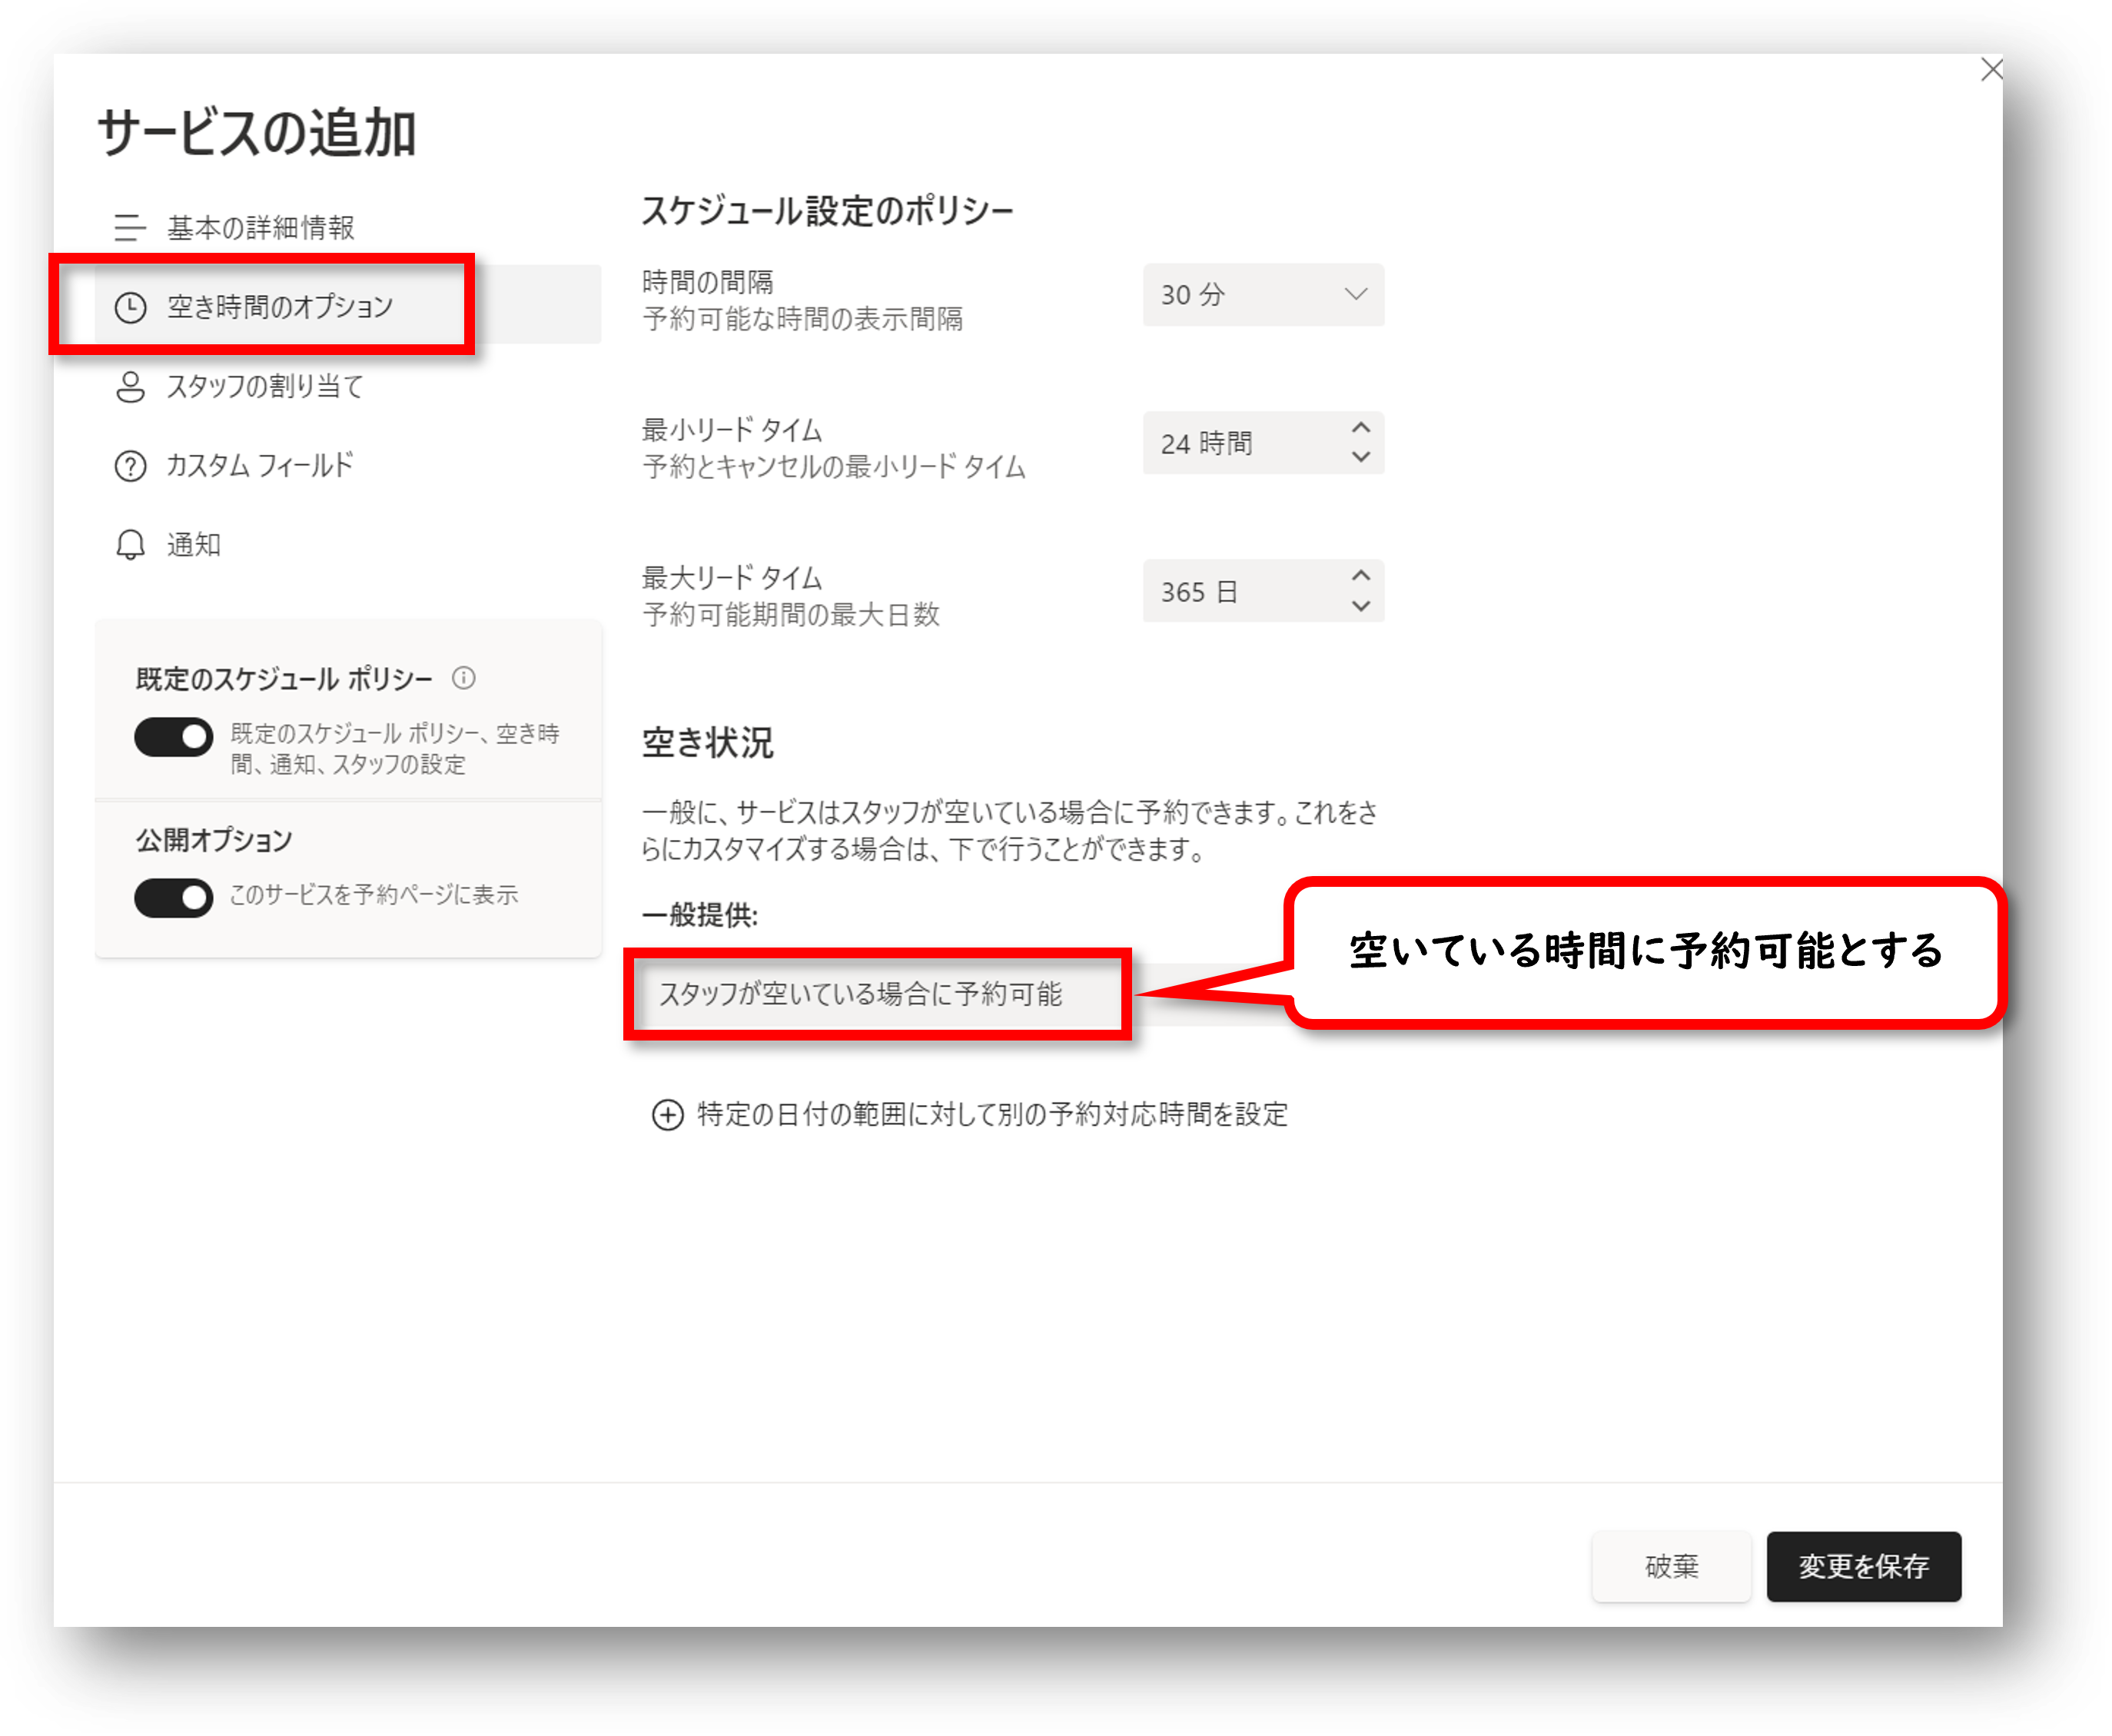 サービスの追加
基本の詳細情報
空き時間のオプション
スタッフの割り当て
カスタム フィールド
通知
既定のスケジュール ポリシー
既定のスケジュール ポリシー、空き時
間、通知、スタッフの設定
公開オプション
このサービスを予約ページに表示
スケジュール設定のポリシー
時間の間隔
予約可能な時間の表示間隔
30 分
最小リード タイム
予約とキャンセルの最小リード タイム
24 時間
最大リード タイム
予約可能期間の最大日数
365 日
空き状況
一般に、サービスはスタッフが空いている場合に予約できます。これをさ
らにカスタマイズする場合は、下で行うことができます。
一般提供:
スタッフが空いている場合に予約可能
空いている時間に予約可能とする
特定の日付の範囲に対して別の予約対応時間を設定
破棄
変更を保存